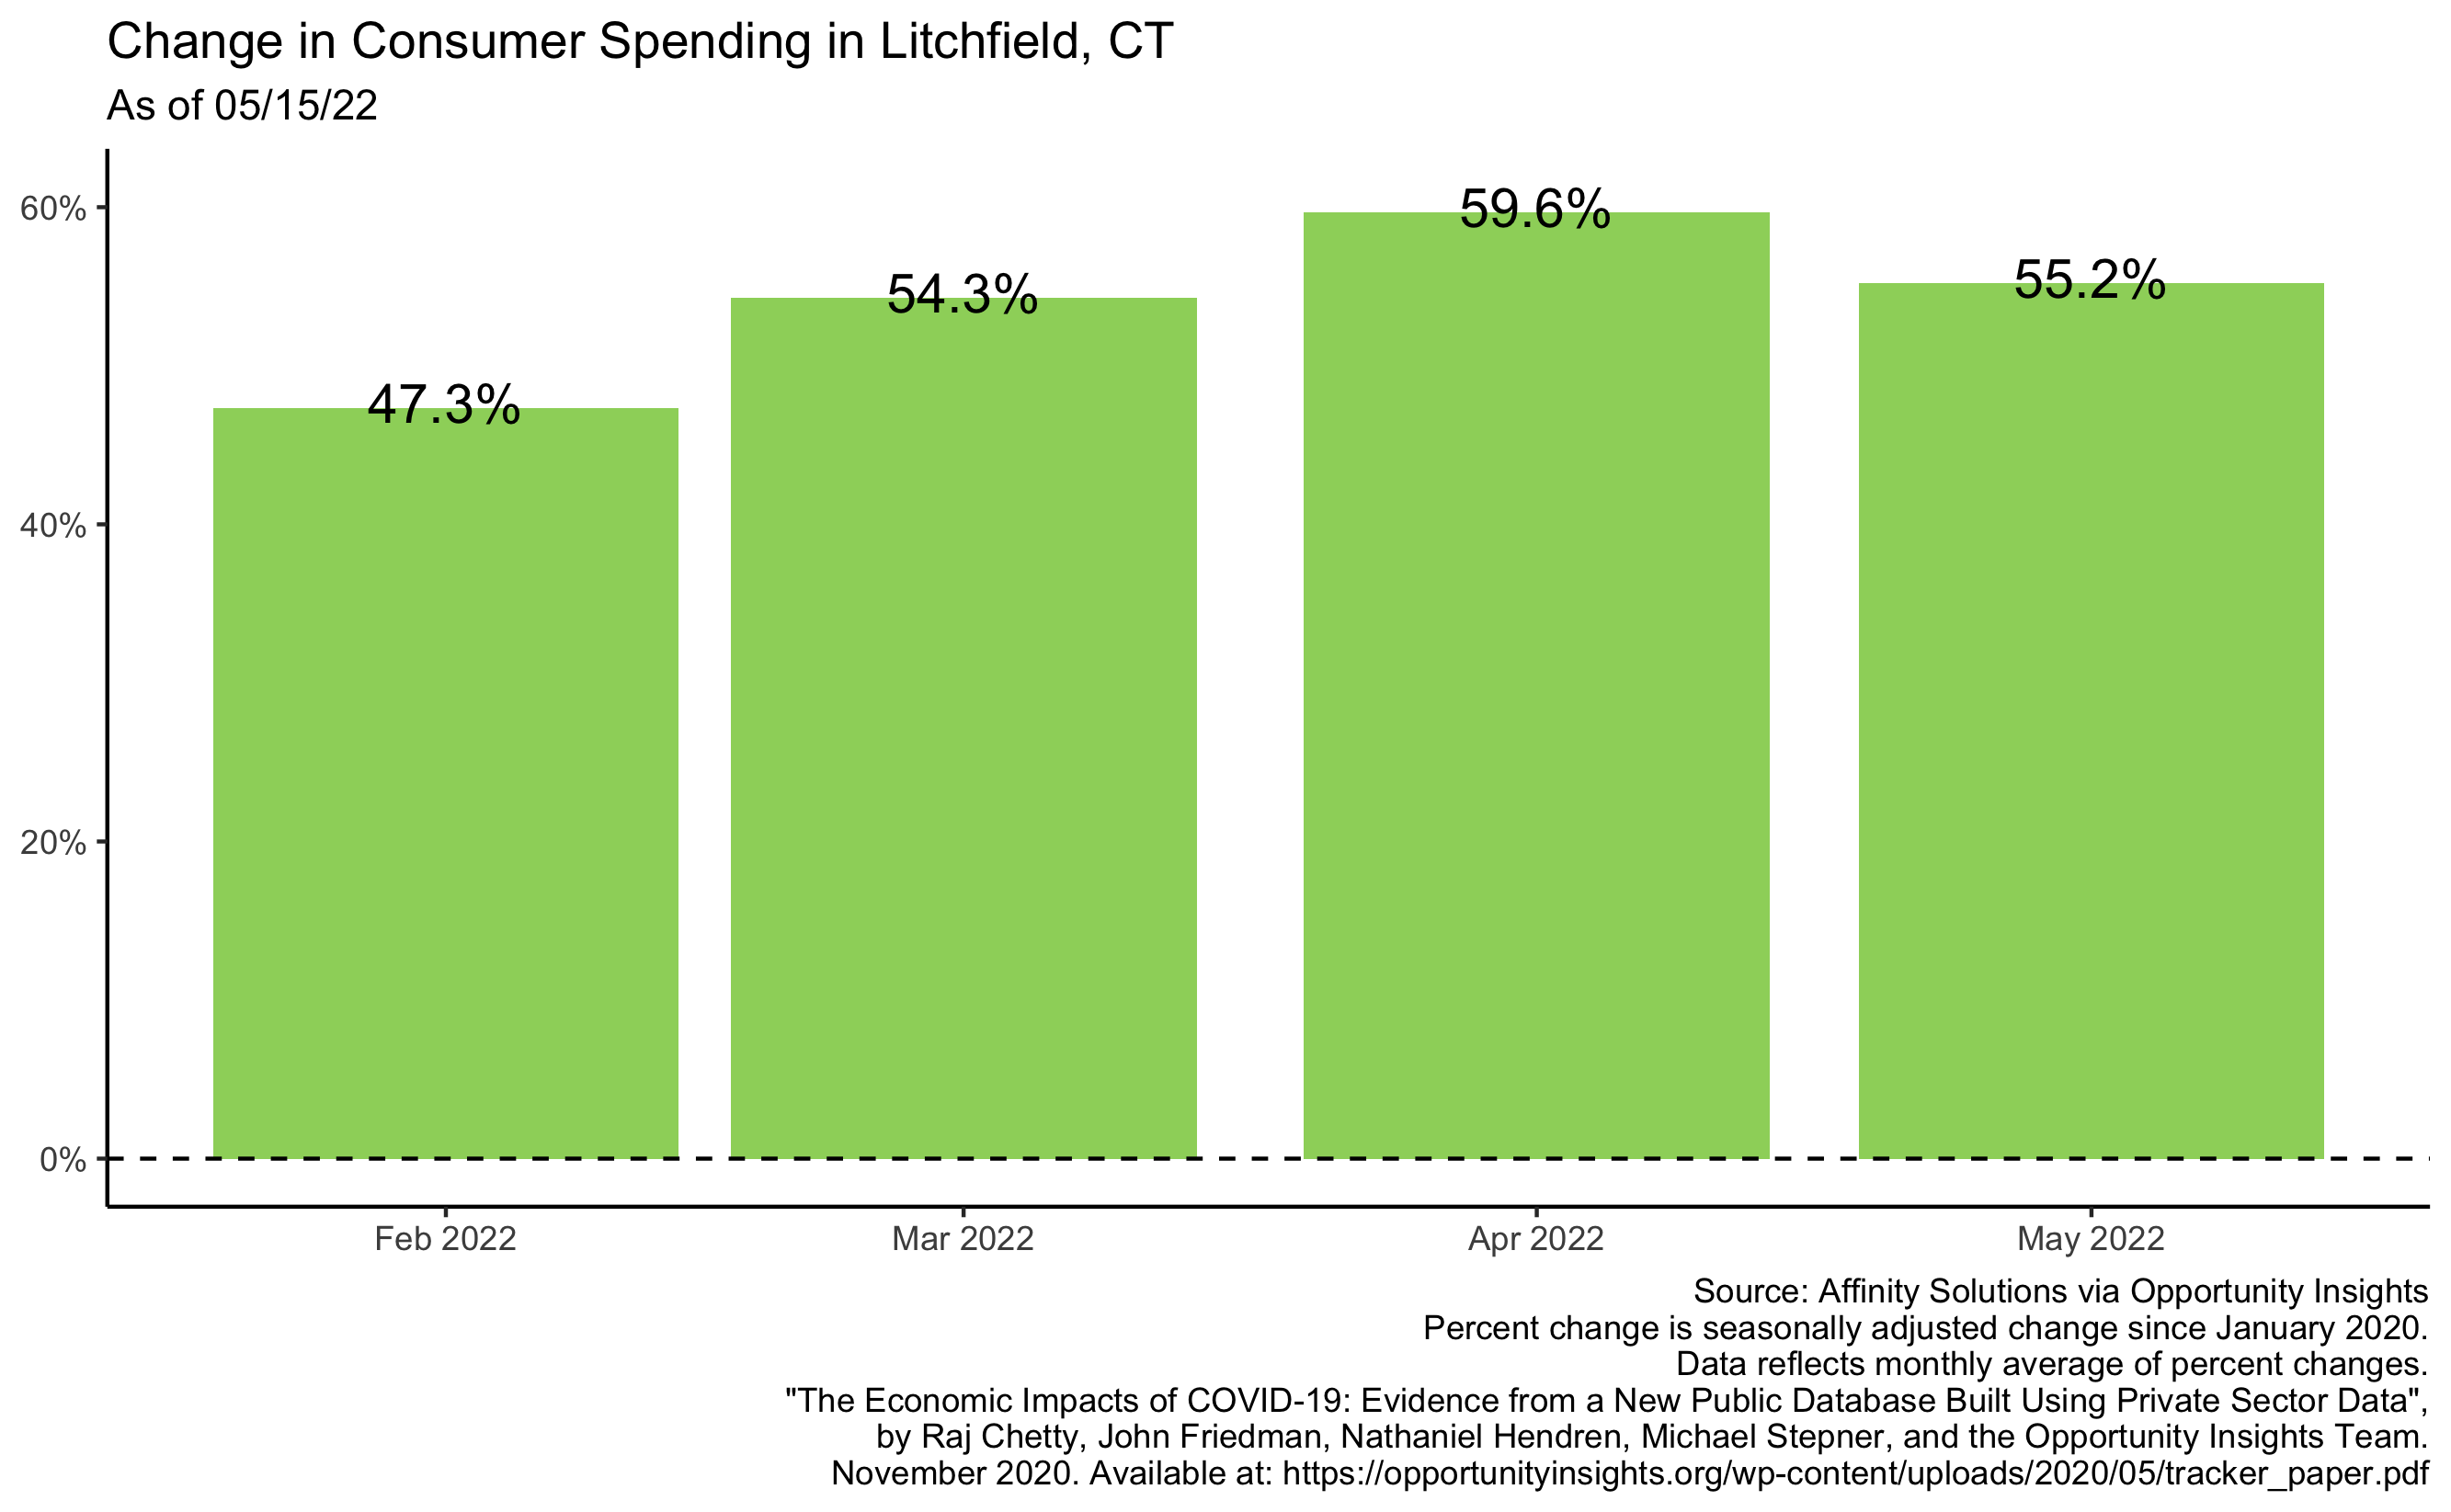 Change in Consumer Spending in Litchfield, CT
As of 05/15/22
60%
40%
20%
0%
47.3%
54.3%
59.6%
55.2%
Feb 2022
Mar 2022
Apr 2022
May 2022
Source: Affinity Solutions via Opportunity Insights
Percent change is seasonally adjusted change since January 2020.
Data reflects monthly average of percent changes.
"The Economic Impacts of COVID-19: Evidence from a New Public Database Built Using Private Sector Data",
by Raj Chetty, John Friedman, Nathaniel Hendren, Michael Stepner, and the Opportunity Insights Team.
November 2020. Available at: https://opportunityinsights.org/wp-content/uploads/2020/05/tracker_paper.pdf